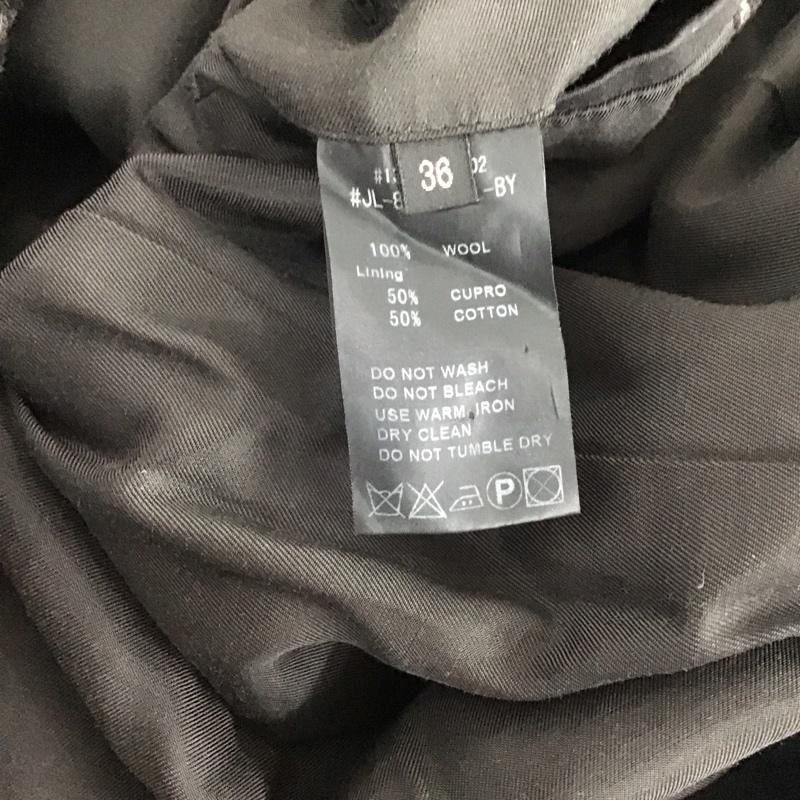 36
100% WOOL
Lining
50% CUPRO
50% COTTON
DO NOT WASH
DO NOT BLEACH
USE WARM IRON
DRY CLEAN
DO NOT TUMBLE DRY
P